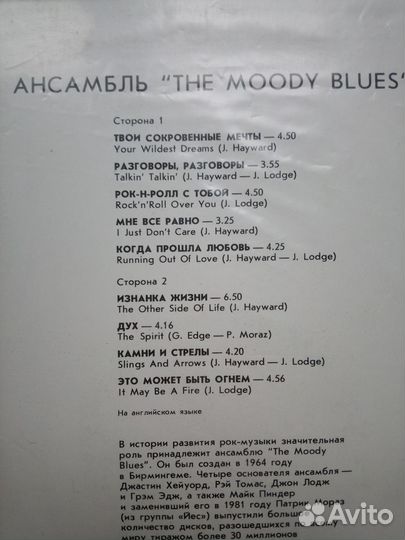 АНСАМБЛЬ "THE MOODY BLUES"
Сторона 1
ТВОИ СОКРОВЕННЫЕ МЕЧТЫ — 4.50
Your Wildest Dreams (J. Hayward)
РАЗГОВОРЫ, РАЗГОВОРЫ — 3.55
Talkin' Talkin' (J. Hayward — J. Lodge)
РОК-Н-РОЛЛ С ТОБОЙ — 4.50
Rock'n'Roll Over You (J. Lodge)
МНЕ ВСЕ РАВНО — 3.25
I Just Don't Care (J. Hayward)
КОГДА ПРОШЛА ЛЮБОВЬ — 4.25
Running Out Of Love (J. Hayward — J. Lodge)
Сторона 2
ИЗНАНКА ЖИЗНИ — 6.50
The Other Side Of Life (J. Hayward)
ДУХ — 4.16
The Spirit (G. Edge — P. Moraz)
КАМНИ И СТРЕЛЫ — 4.20
Slings And Arrows (J. Hayward — J. Lodge)
ЭТО МОЖЕТ БЫТЬ ОГНЕМ — 4.56
It May Be A Fire (J. Lodge)
На английском языке
В истории развития рок-музыки значительная
роль принадлежит ансамблю "The Moody
Blues". Он был создан в 1964 году
в Бирмингеме. Четыре основателя ансамбля —
Джастин Хейуорд, Рэй Томас, Джон Лодж
и Грэм Эдж, а также Майк Пиндер
и заменивший его в 1981 году Патрик Мораз
(из группы «Йес») выпустили большое
количество дисков, разошедшихся по всему
миру тиражом более 30 миллионов
Avito